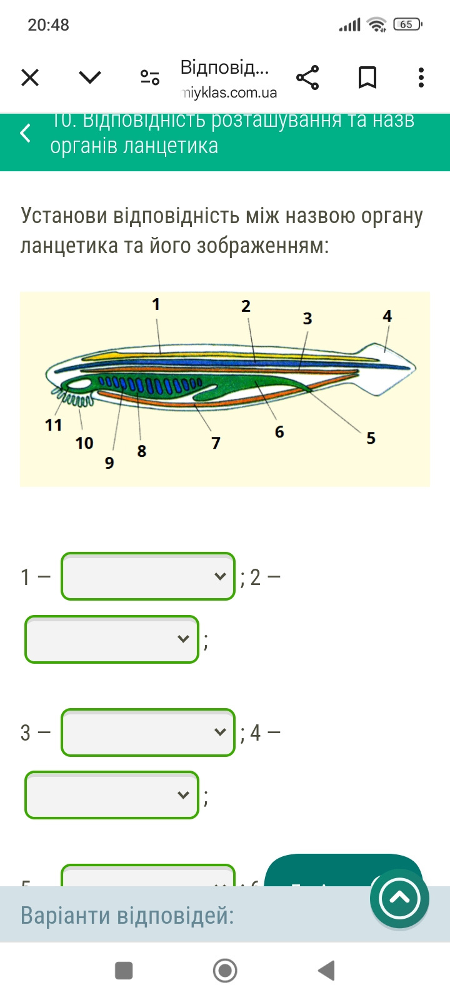 20:48
65
Відповід...
miyklas.com.ua
10. Відповідність розташування та назв
органів ланцетика
Установи відповідність між назвою органу
ланцетика та його зображенням:
1
2
3
4
11
10
9
8
7
6
5
1 — ; 2 —
;
3 — ; 4 —
;
5 ; 6
Варіанти відповідей: